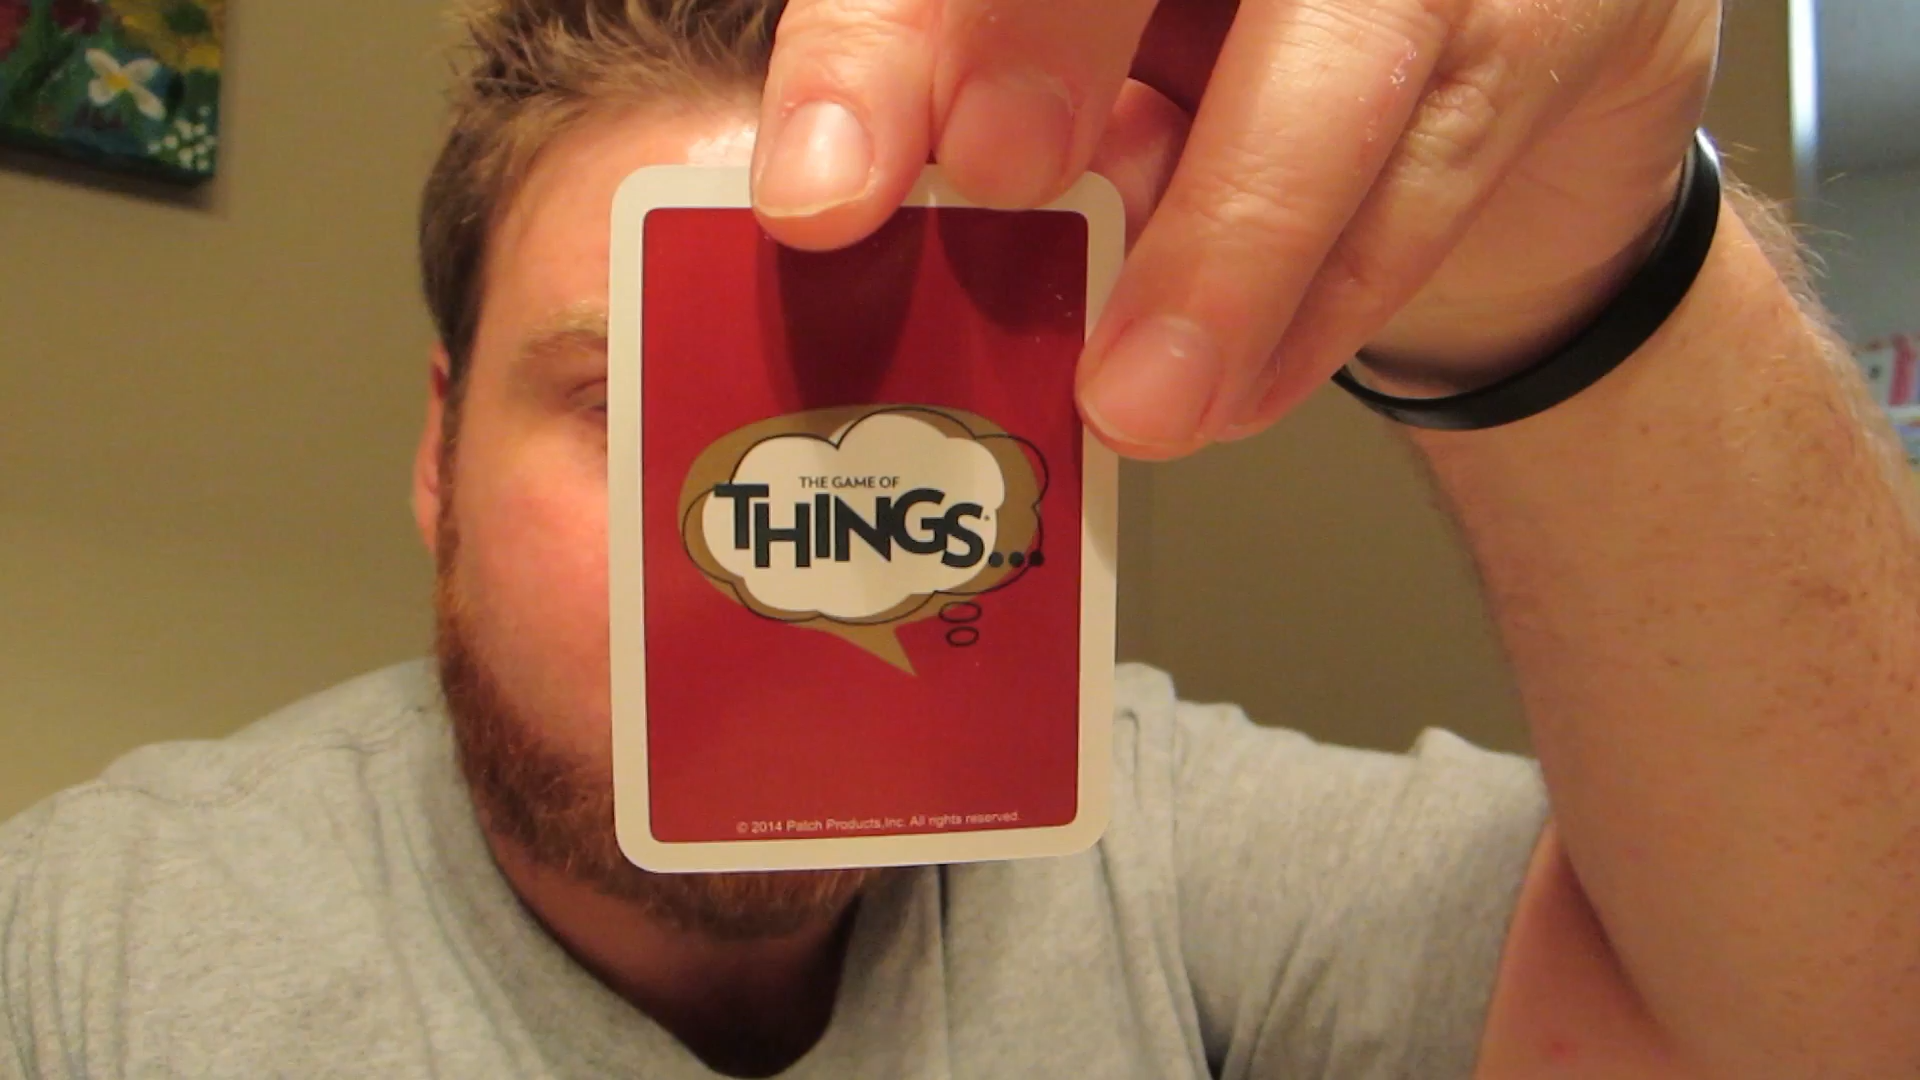 THE GAME OF
THINGS...
© 2014 Patch Products,Inc. All rights reserved.